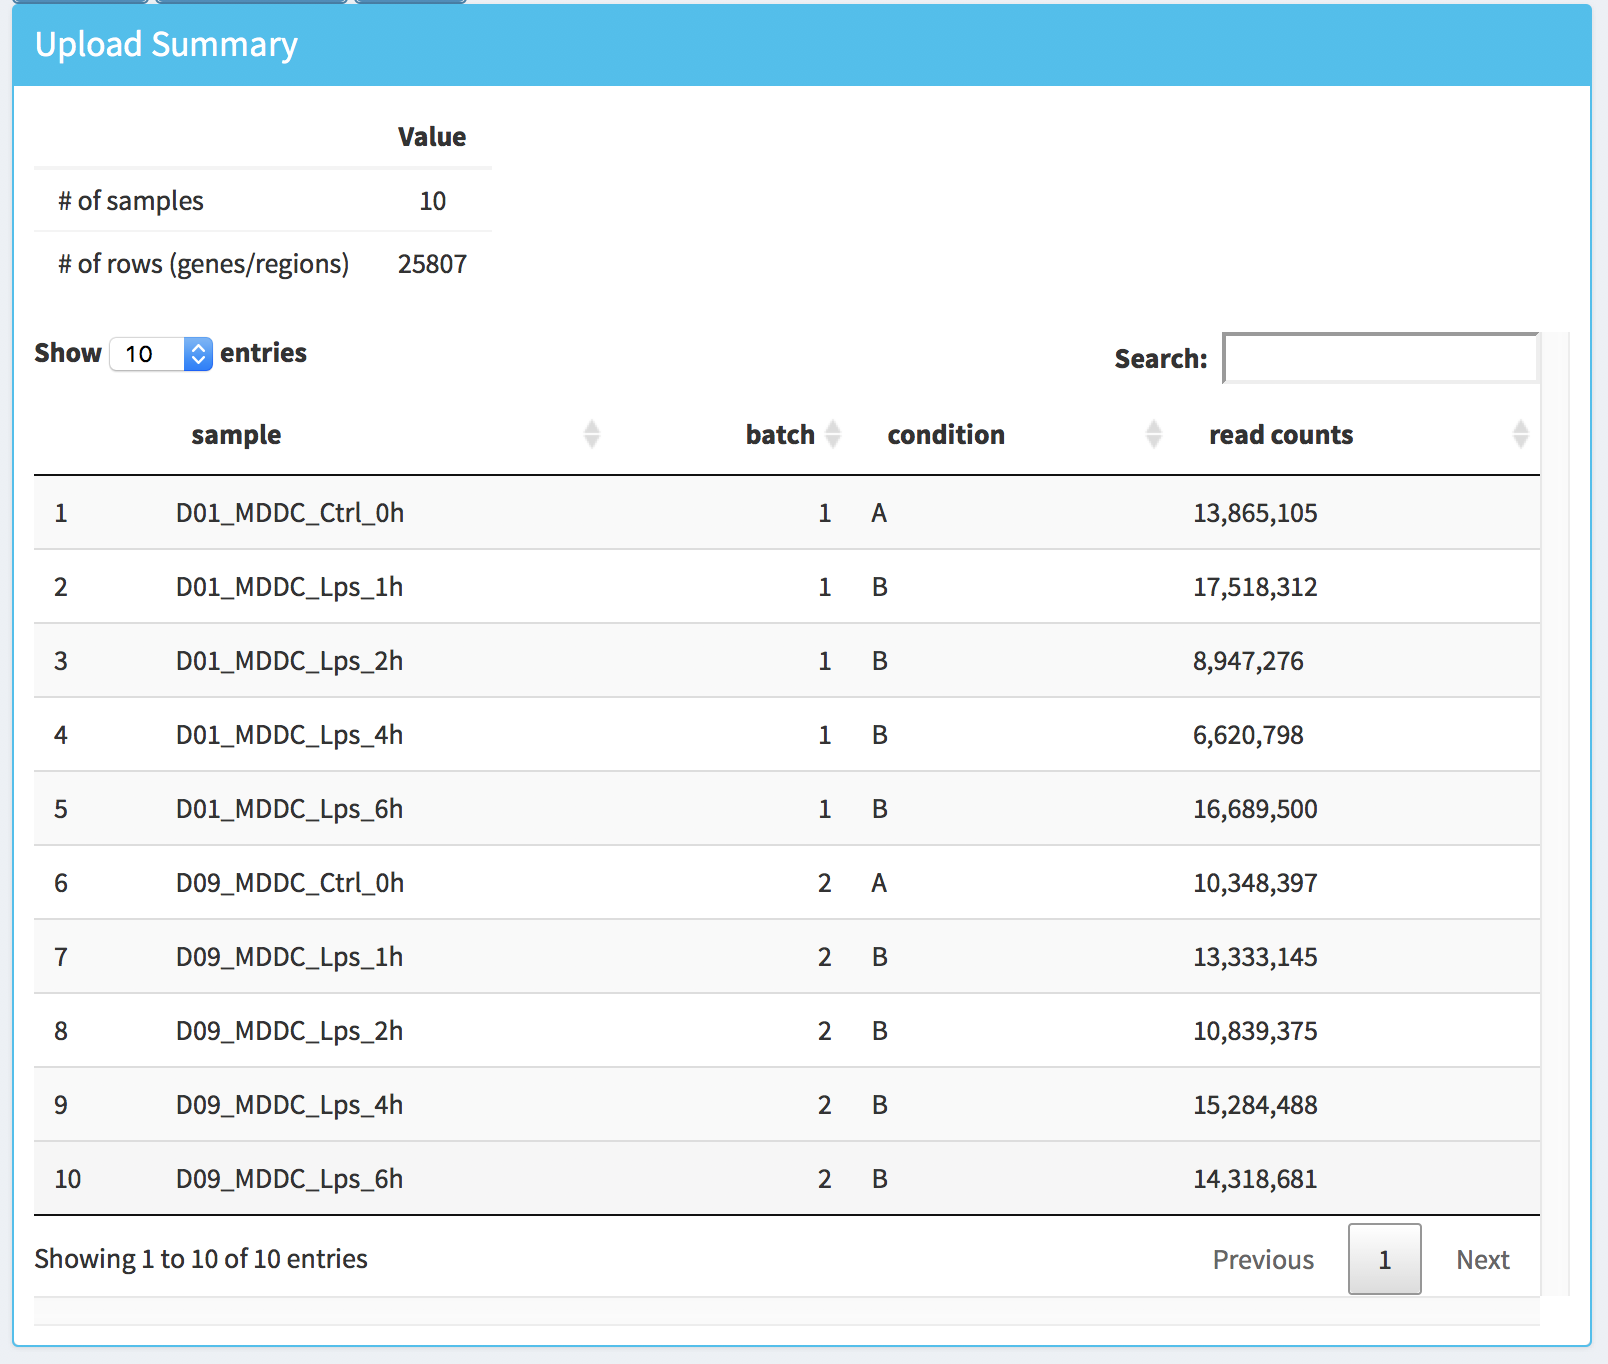 Upload Summary
Value
# of samples 10
# of rows (genes/regions) 25807
Show 10 entries Search:
sample batch condition read counts
1 D01_MDDC_Ctrl_0h 1 A 13,865,105
2 D01_MDDC_Lps_1h 1 B 17,518,312
3 D01_MDDC_Lps_2h 1 B 8,947,276
4 D01_MDDC_Lps_4h 1 B 6,620,798
5 D01_MDDC_Lps_6h 1 B 16,689,500
6 D09_MDDC_Ctrl_0h 2 A 10,348,397
7 D09_MDDC_Lps_1h 2 B 13,333,145
8 D09_MDDC_Lps_2h 2 B 10,839,375
9 D09_MDDC_Lps_4h 2 B 15,284,488
10 D09_MDDC_Lps_6h 2 B 14,318,681
Showing 1 to 10 of 10 entries Previous 1 Next